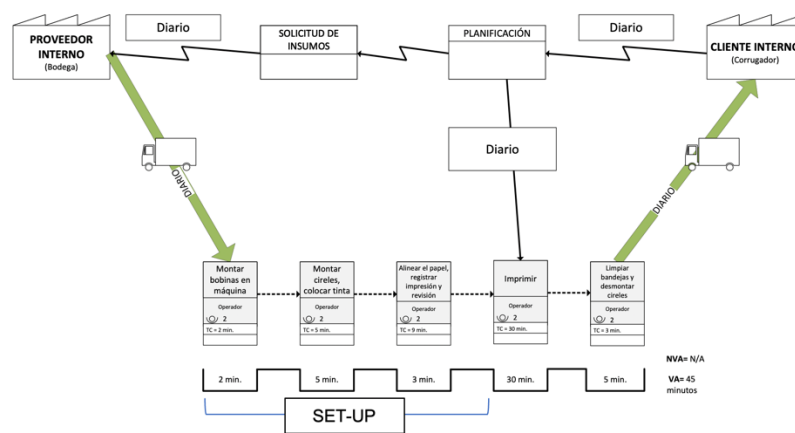 PROVEEDOR
INTERNO
(Bodega)
Diario
SOLICITUD DE
INSUMOS
PLANIFICACIÓN
Diario
CLIENTE INTERNO
(Corrugador)
Diario
DIARIO
DIARIO
Montar
bobinas en
máquina
Operador
2
TC = 2 min.
Montar
cireles,
colocar tinta
Operador
2
TC = 5 min.
Alinear el papel,
registrar
impresión y
revisión
Operador
2
TC = 9 min.
Imprimir
Operador
2
TC = 30 min.
Limpiar
bandejas y
desmontar
cireles
Operador
2
TC = 3 min.
2 min.
5 min.
3 min.
30 min.
5 min.
NVA= N/A
VA= 45
minutos
SET-UP